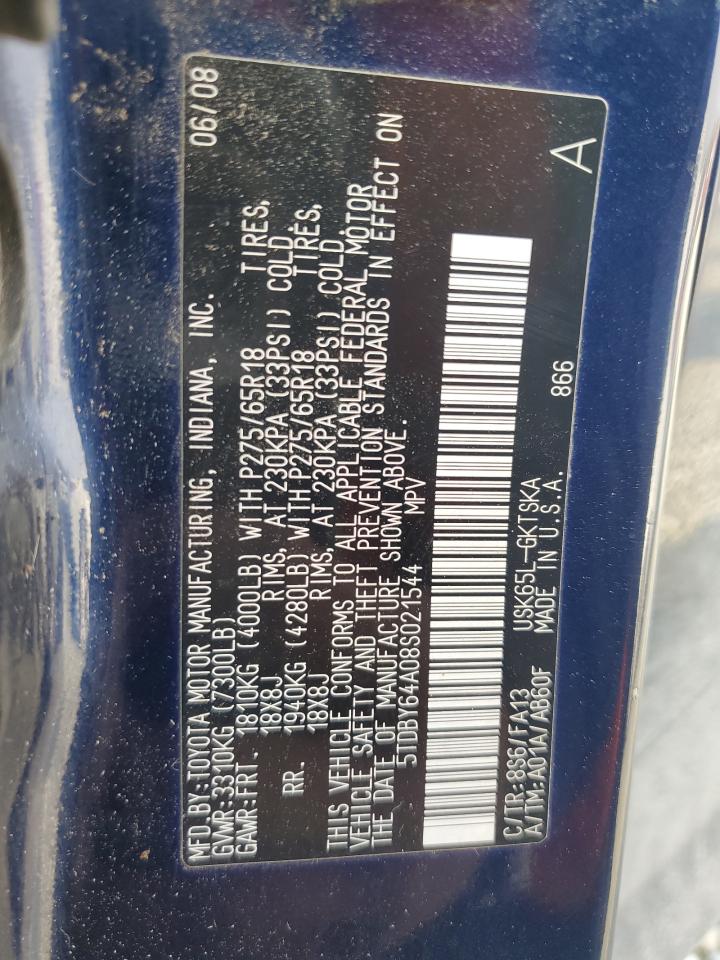 MFD.BY:TOYOTA MOTOR MANUFACTURING, INDIANA, INC. 06/08
GVWR:3310KG (7300LB)
GAWR:FRT. 1810KG (4000LB) WITH P275/65R18 TIRES,
18X8J RIMS, AT 230KPA (33PSI) COLD
RR. 1940KG (4280LB) WITH P275/65R18 TIRES,
18X8J RIMS, AT 230KPA (33PSI) COLD
THIS VEHICLE CONFORMS TO ALL APPLICABLE FEDERAL MOTOR
VEHICLE SAFETY AND THEFT PREVENTION STANDARDS IN EFFECT ON
THE DATE OF MANUFACTURE SHOWN ABOVE.
5TDBV64A08S021544 MPV
C/TR:8S6/FA13 USK65L-GKTSKA 866 A
A/TM:A01A/AB60F MADE IN U.S.A.